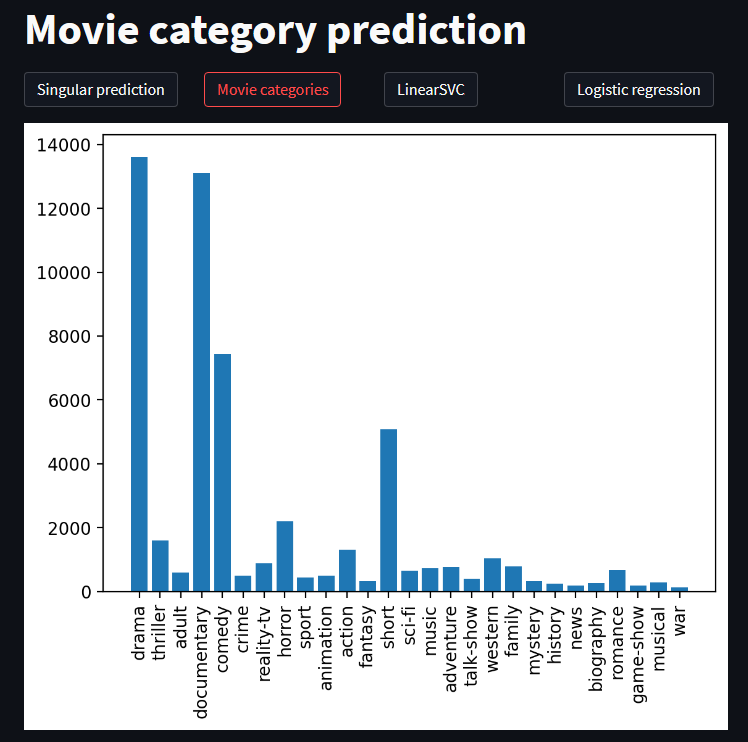 Movie category prediction
Singular prediction
Movie categories
LinearSVC
Logistic regression
14000
12000
10000
8000
6000
4000
2000
0
drama
thriller
adult
documentary
comedy
crime
reality-tv
horror
sport
animation
action
fantasy
short
sci-fi
music
adventure
talk-show
western
family
mystery
history
news
biography
romance
game-show
musical
war